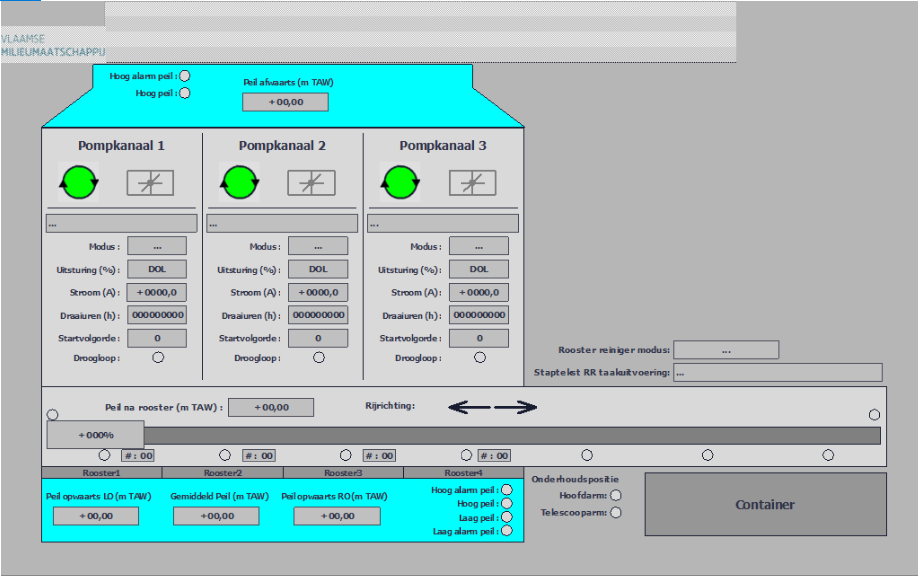 VLAAMSE
MILIEUMAATSCHAPPIJ
Hoog alarm peil :
Peil afwaarts (m TAW)
Hoog peil :
+00,00
Pompkanaal 1
Pompkanaal 2
Pompkanaal 3
...
...
...
Modus : ...
Modus : ...
Modus : ...
Uitsturing (%) : DOL
Uitsturing (%) : DOL
Uitsturing (%) : DOL
Stroom (A) : +0000,0
Stroom (A) : +0000,0
Stroom (A) : +0000,0
Draaiuren (h) : 000000000
Draaiuren (h) : 000000000
Draaiuren (h) : 000000000
Startvolgorde : 0
Startvolgorde : 0
Startvolgorde : 0
Droogloop :
Droogloop :
Droogloop :
Rooster reiniger modus: ...
Staptekst RR taakuitvoering: ...
Peil na rooster (m TAW) : +00,00
Rijrichting:
+000%
# : 00
# : 00
# : 00
# : 00
Rooster1
Rooster2
Rooster3
Rooster4
Peil opwaarts LO (m TAW)
Gemiddeld Peil (m TAW)
Peil opwaarts RO (m TAW)
+00,00
+00,00
+00,00
Hoog alarm peil :
Hoog peil :
Laag peil :
Laag alarm peil :
Onderhoudspositie
Hoofdarm:
Telescooparm:
Container